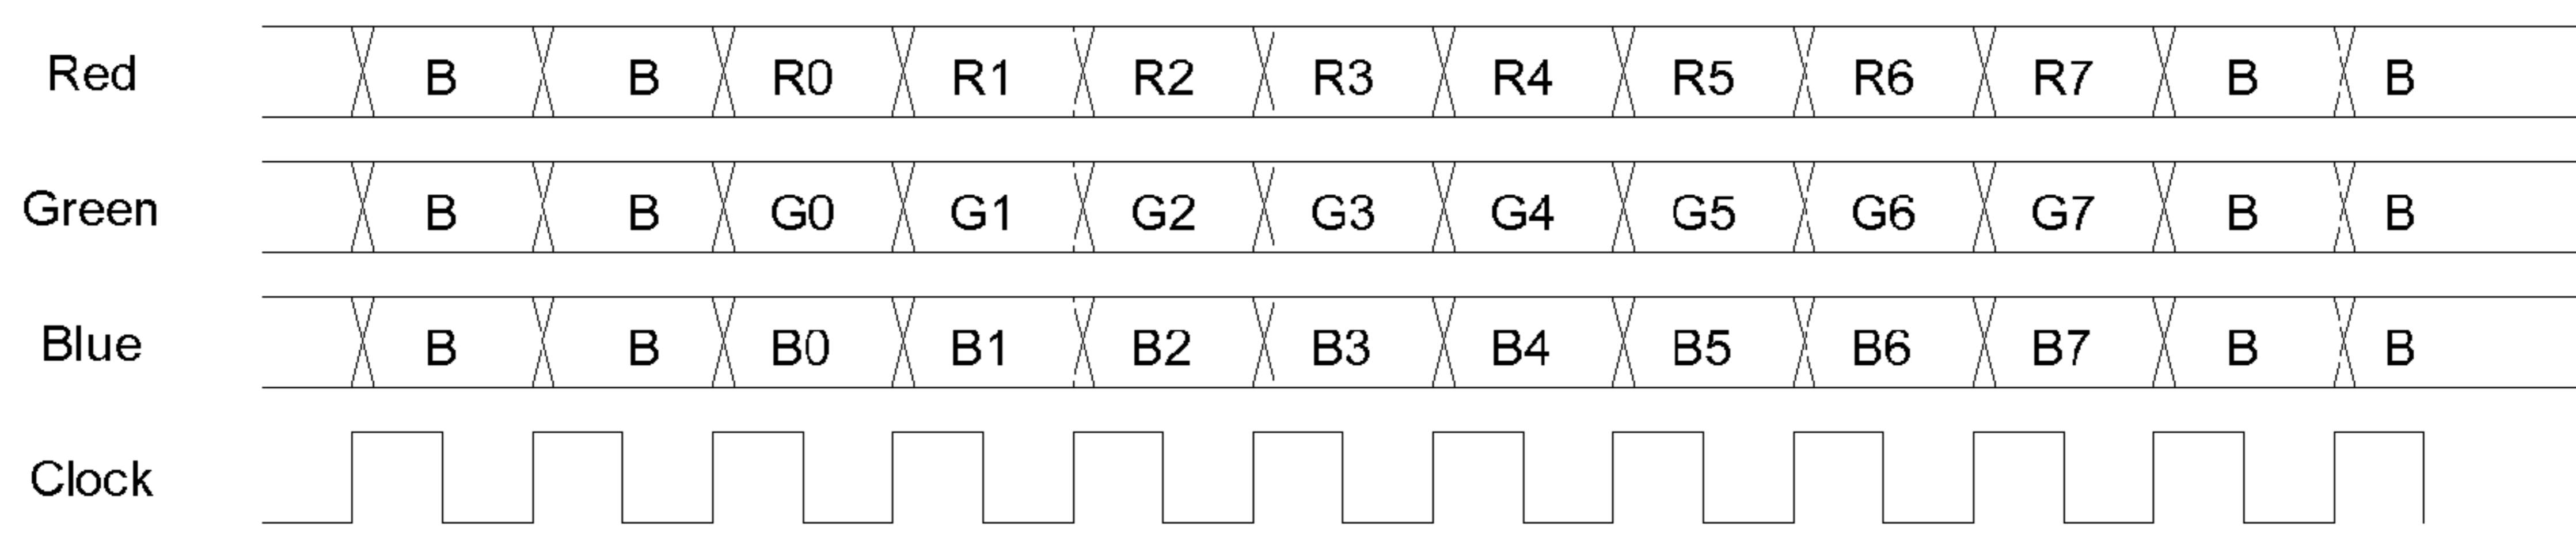 Red B B R0 R1 R2 R3 R4 R5 R6 R7 B B
Green B B G0 G1 G2 G3 G4 G5 G6 G7 B B
Blue B B B0 B1 B2 B3 B4 B5 B6 B7 B B
Clock